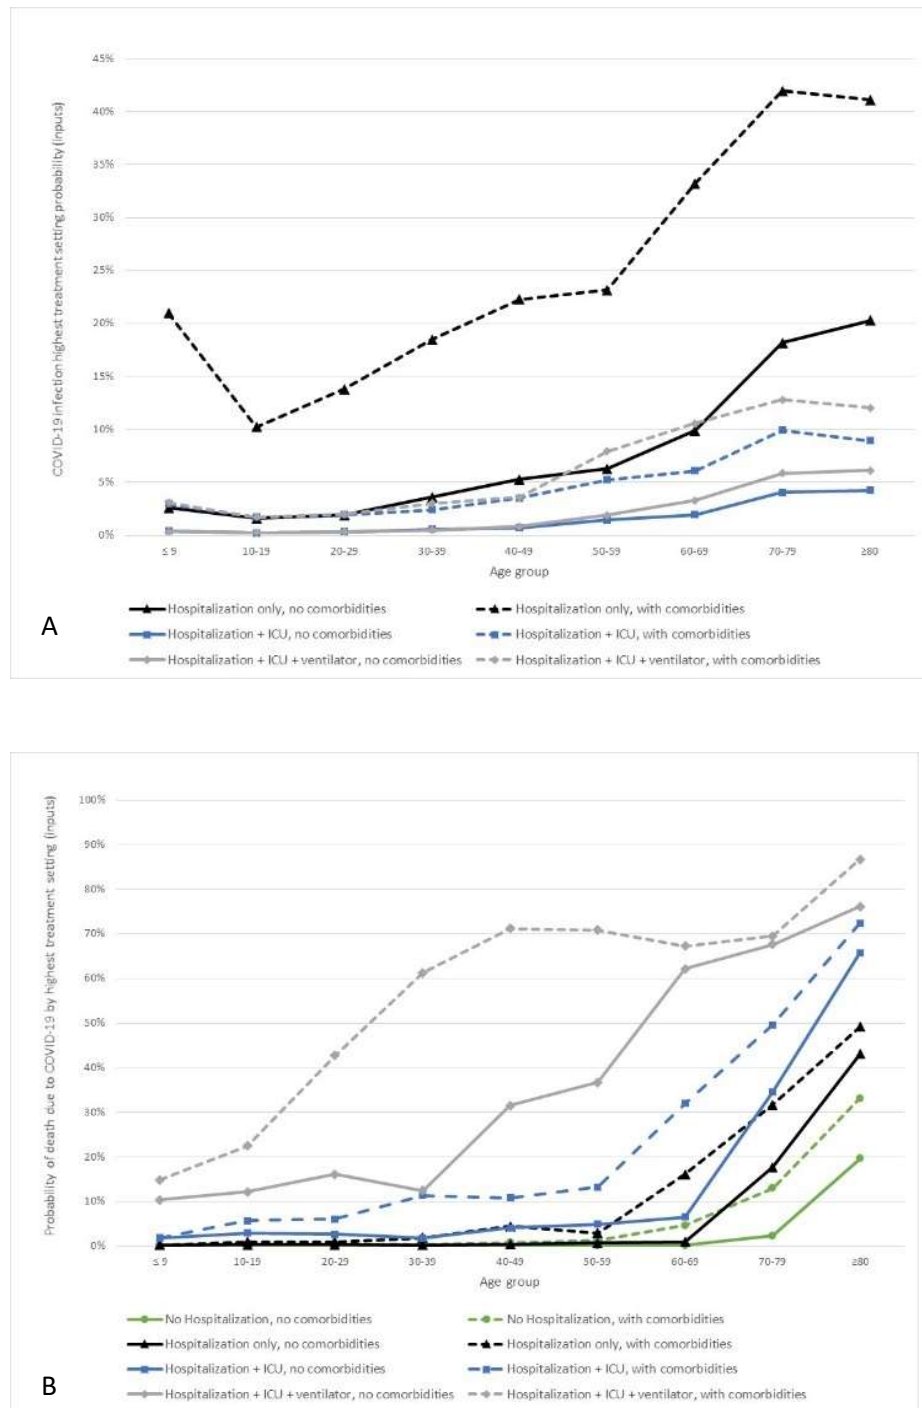 45%
40%
35%
30%
25%
20%
15%
10%
5%
0%
COVID-19 infection highest treatment setting probability (inputs)
≤ 9 10-19 20-29 30-39 40-49 50-59 60-69 70-79 ≥80
Age group
Hospitalization only, no comorbidities Hospitalization only, with comorbidities
Hospitalization + ICU, no comorbidities Hospitalization + ICU, with comorbidities
Hospitalization + ICU + ventilator, no comorbidities Hospitalization + ICU + ventilator, with comorbidities
A
100%
90%
80%
70%
60%
50%
40%
30%
20%
10%
0%
Probability of death due to COVID-19 by highest treatment setting (inputs)
≤ 9 10-19 20-29 30-39 40-49 50-59 60-69 70-79 ≥80
Age group
No Hospitalization, no comorbidities No Hospitalization, with comorbidities
Hospitalization only, no comorbidities Hospitalization only, with comorbidities
Hospitalization + ICU, no comorbidities Hospitalization + ICU, with comorbidities
Hospitalization + ICU + ventilator, no comorbidities Hospitalization + ICU + ventilator, with comorbidities
B